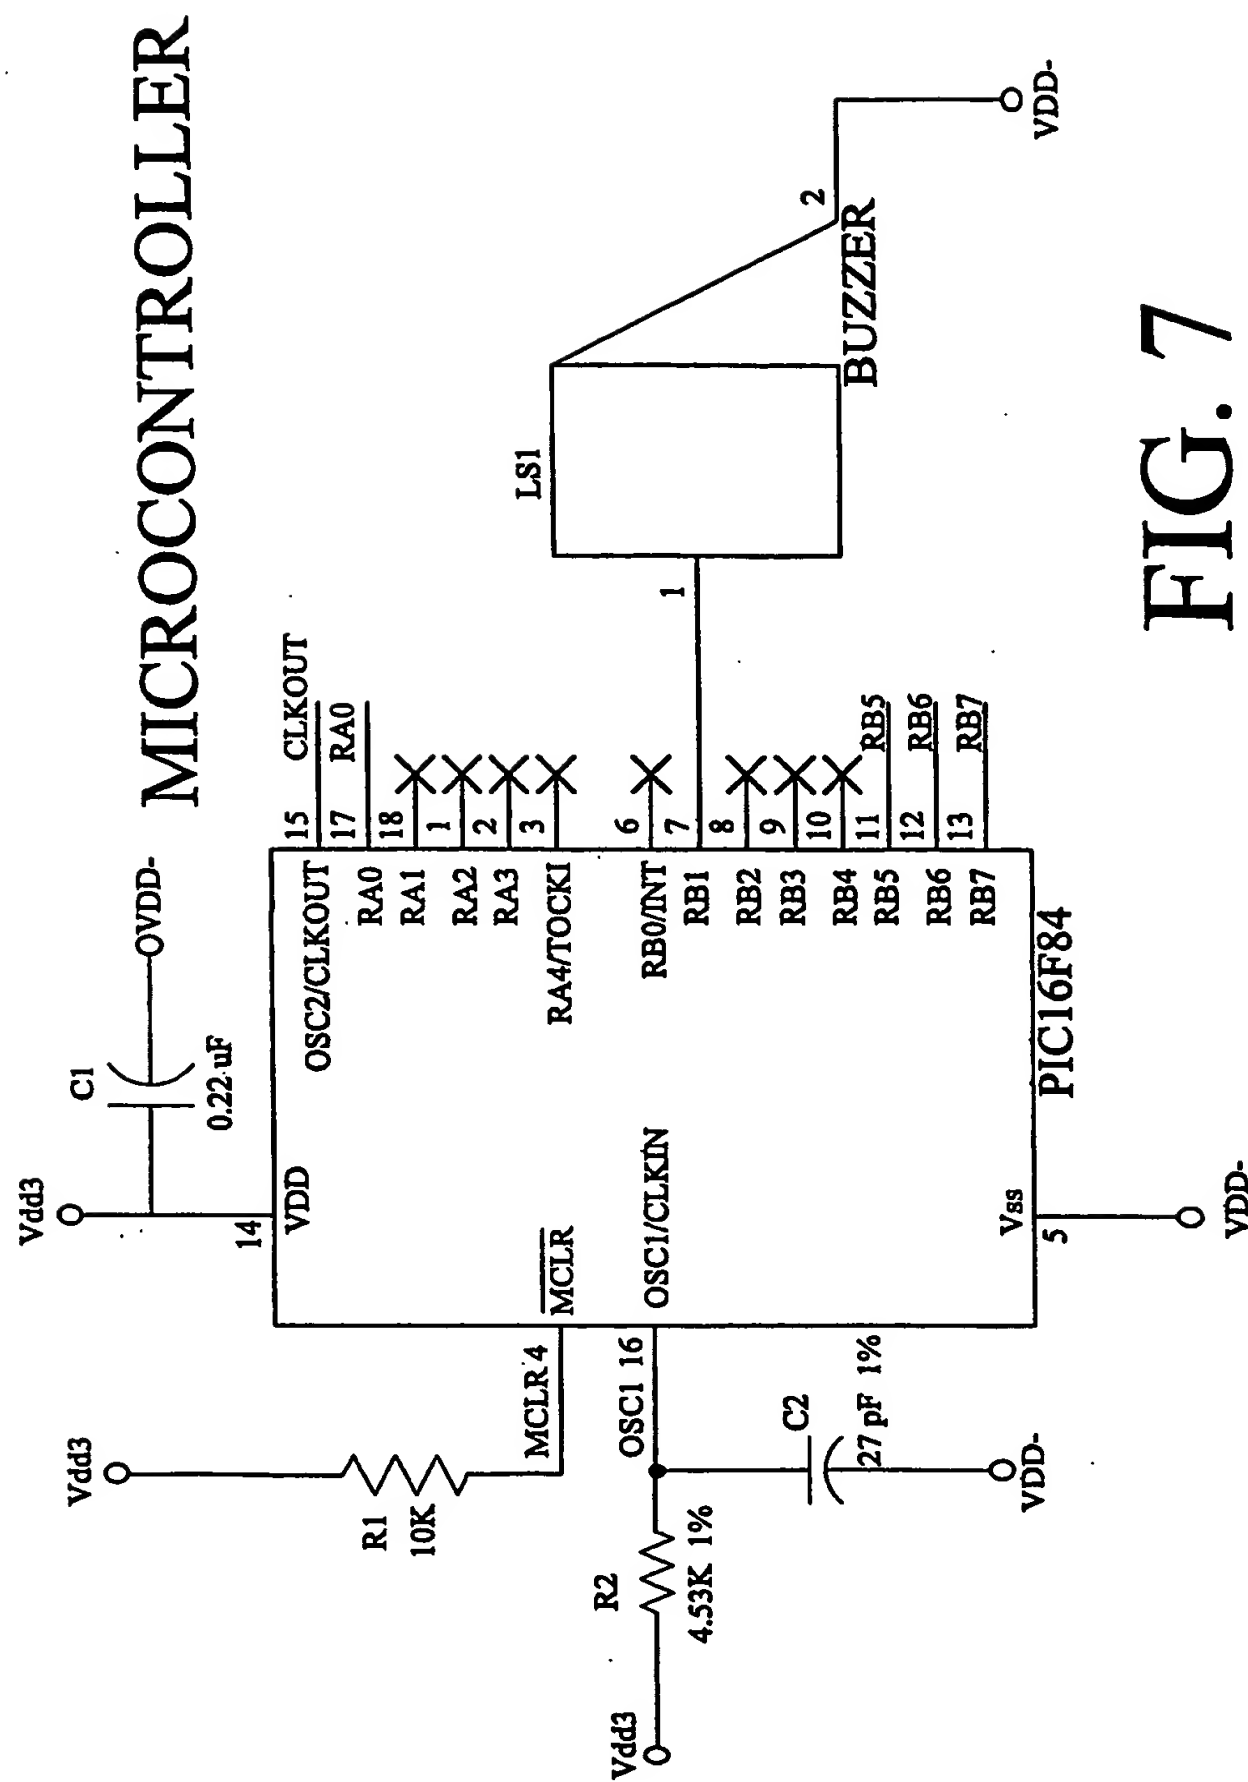 MICROCONTROLLER
Vdd3
C1
OVDD-
0.22 uF
14
VDD
Vdd3
R1
10K
MCLR 4
MCLR
OSC2/CLKOUT
15
CLKOUT
RA0
17
RA0
RA1
18
RA2
1
RA3
2
RA4/TOCKI
3
RB0/INT
6
RB1
7
RB2
8
RB3
9
RB4
10
RB5
11
RB5
RB6
12
RB6
RB7
13
RB7
Vdd3
R2
4.53K 1%
OSC1 16
OSC1/CLKIN
C2
27 pF 1%
VDD-
Vss
5
VDD-
PIC16F84
LS1
1
2
BUZZER
VDD-
FIG. 7